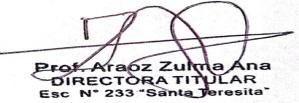 Prof. Araoz Zulma Ana
DIRECTORA TITULAR
Esc N° 233 "Santa Teresita"